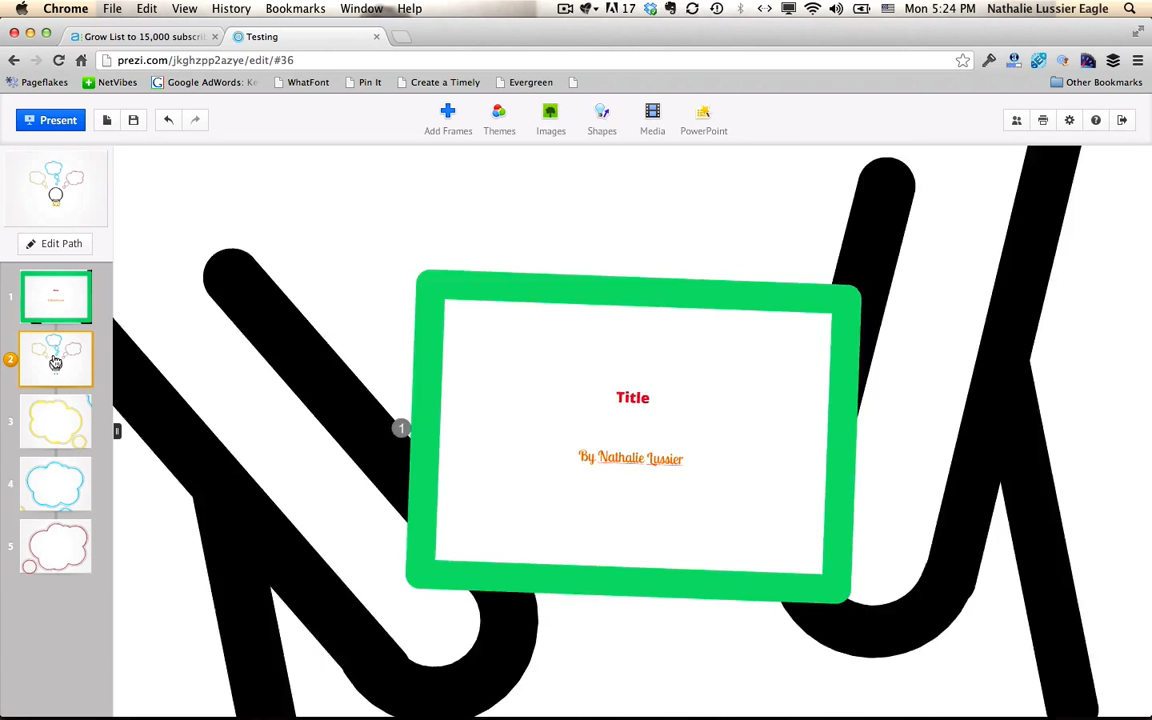 Chrome File Edit View History Bookmarks Window Help 17 Mon 5:24 PM Nathalie Lussier Eagle
Grow List to 15,000 subscri Testing
prezi.com/jkghzpp2azye/edit/#36
Pageflakes NetVibes Google AdWords: Ke WhatFont Pin It Create a Timely Evergreen Other Bookmarks
Present Add Frames Themes Images Shapes Media PowerPoint
Edit Path
1
2
3
4
5
1
Title
By Nathalie Lussier